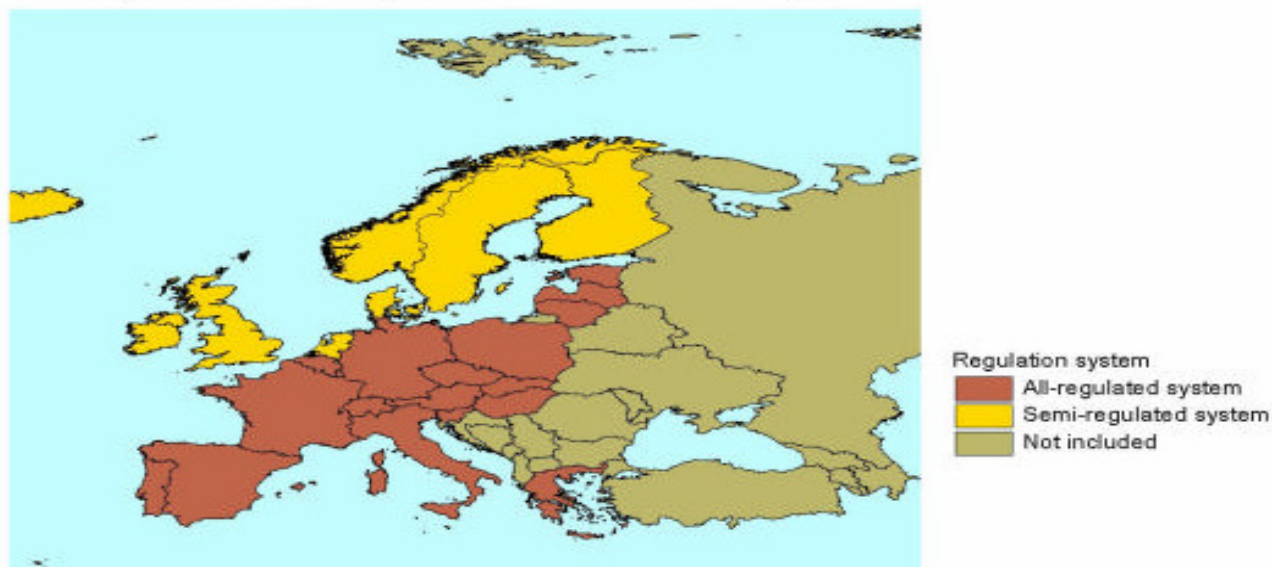 Regulation system
All-regulated system
Semi-regulated system
Not included